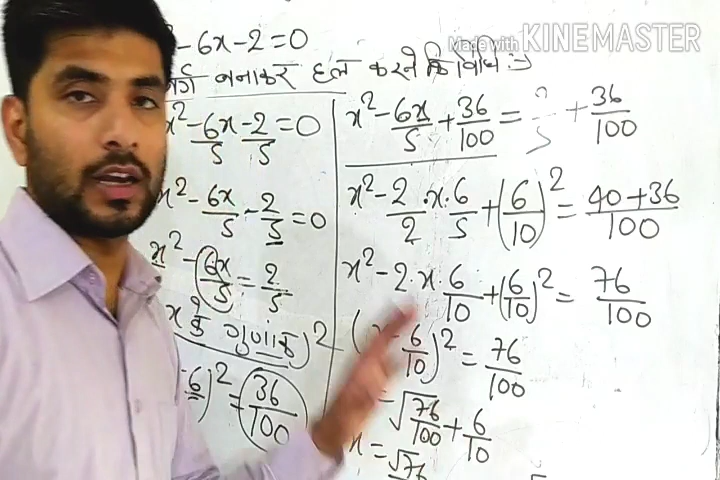 Made with KINEMASTER
²-6x-2=0
बनाकर हल करने कि विधि :-
x²-6x/5-2/5=0
x²-6x/5-2/5=0
x²-6x/5=2/5
x के गुणांक)²
-6)²=36/100
x²-6x/5+36/100= 2/5 +36/100
x²-2/2.x.6/5+(6/10)²=40+36/100
x²-2.x.6/10+(6/10)²=76/100
(x-6/10)²=76/100
=√76/100+6/10
x=√76